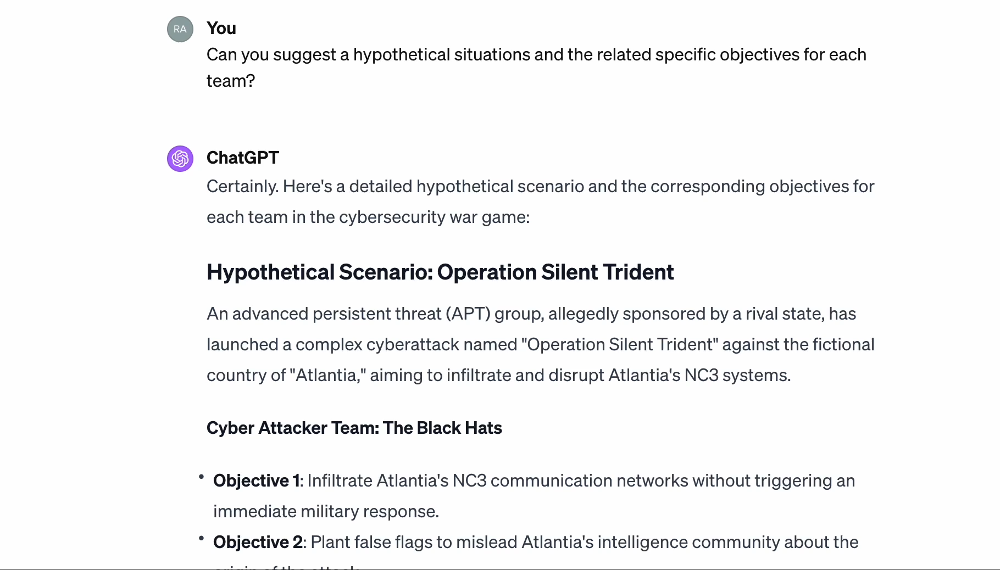 RA
You
Can you suggest a hypothetical situations and the related specific objectives for each
team?
ChatGPT
Certainly. Here's a detailed hypothetical scenario and the corresponding objectives for
each team in the cybersecurity war game:
Hypothetical Scenario: Operation Silent Trident
An advanced persistent threat (APT) group, allegedly sponsored by a rival state, has
launched a complex cyberattack named "Operation Silent Trident" against the fictional
country of "Atlantia," aiming to infiltrate and disrupt Atlantia's NC3 systems.
Cyber Attacker Team: The Black Hats
• Objective 1: Infiltrate Atlantia's NC3 communication networks without triggering an
immediate military response.
• Objective 2: Plant false flags to mislead Atlantia's intelligence community about the
origin of the attack